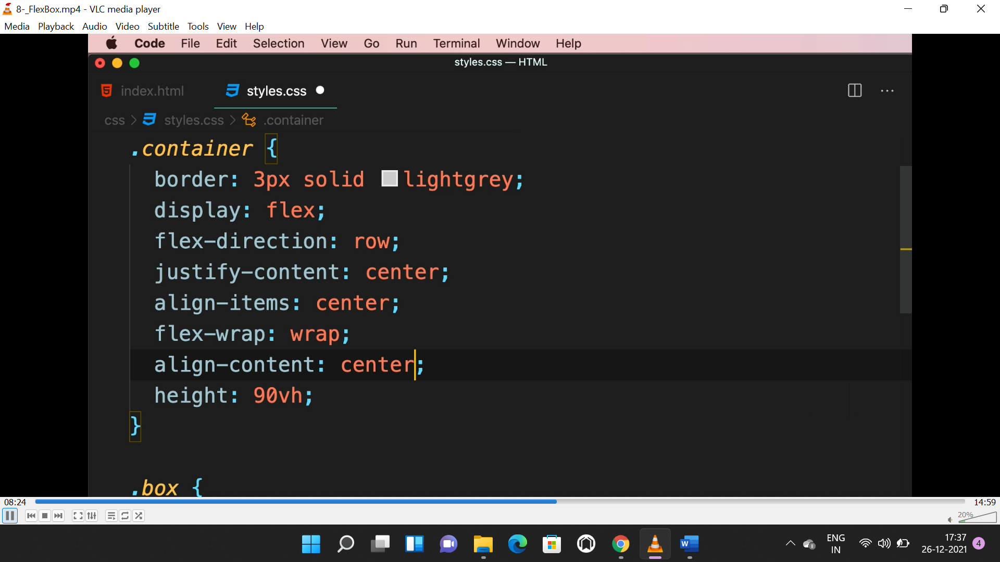 8-_FlexBox.mp4 - VLC media player
Media Playback Audio Video Subtitle Tools View Help
Code File Edit Selection View Go Run Terminal Window Help
styles.css — HTML
index.html styles.css
css > styles.css > .container
.container {
border: 3px solid lightgrey;
display: flex;
flex-direction: row;
justify-content: center;
align-items: center;
flex-wrap: wrap;
align-content: center;
height: 90vh;
}
.box {
08:24 14:59
20%
ENG 17:37
IN 26-12-2021 4